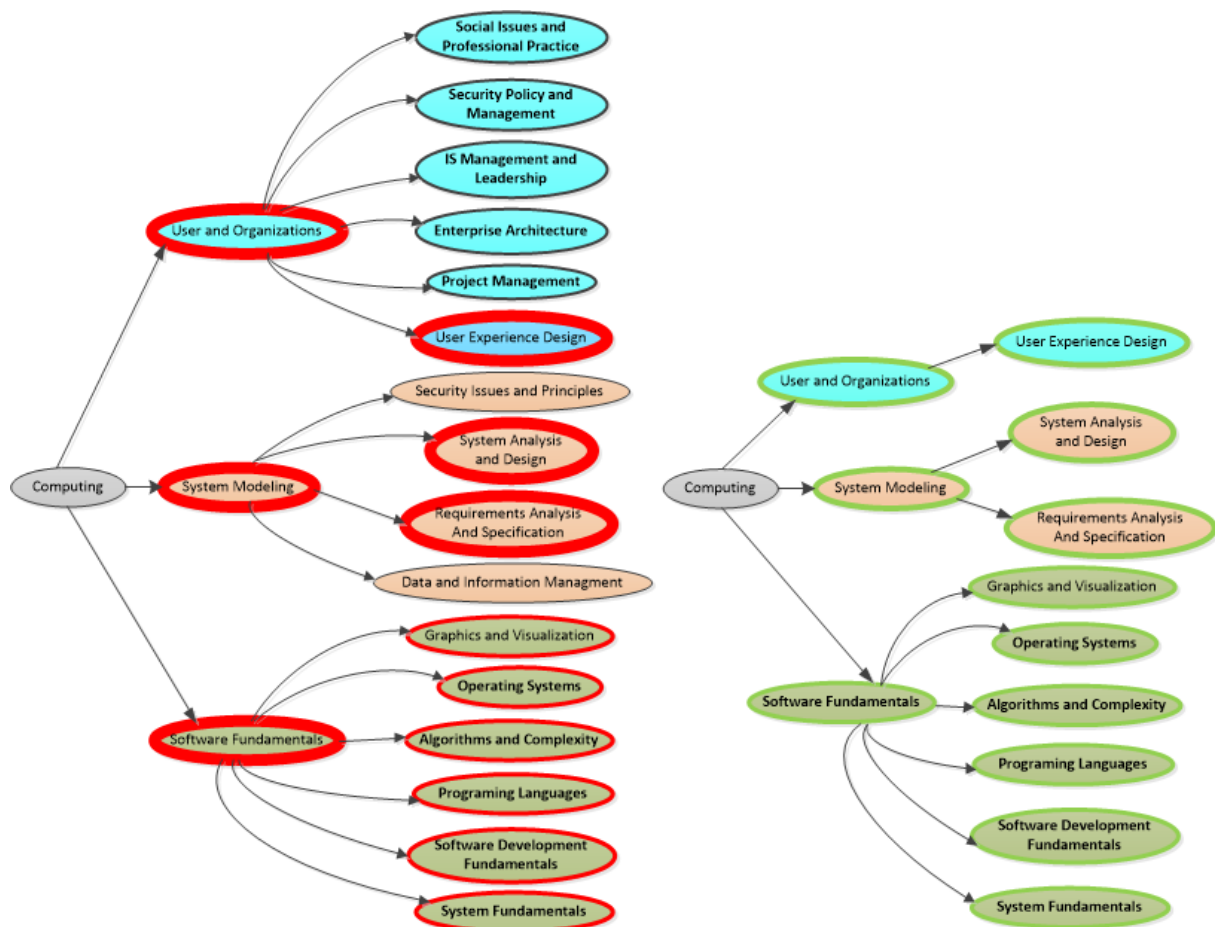 Social Issues and
Professional Practice
Security Policy and
Management
IS Management and
Leadership
User and Organizations
Enterprise Architecture
Project Management
User Experience Design
Security Issues and Principles
System Analysis
and Design
Computing
System Modeling
Requirements Analysis
And Specification
Data and Information Managment
Graphics and Visualization
Operating Systems
Software Fundamentals
Algorithms and Complexity
Programing Languages
Software Development
Fundamentals
System Fundamentals
User Experience Design
User and Organizations
System Analysis
and Design
Computing
System Modeling
Requirements Analysis
And Specification
Graphics and Visualization
Operating Systems
Software Fundamentals
Algorithms and Complexity
Programing Languages
Software Development
Fundamentals
System Fundamentals